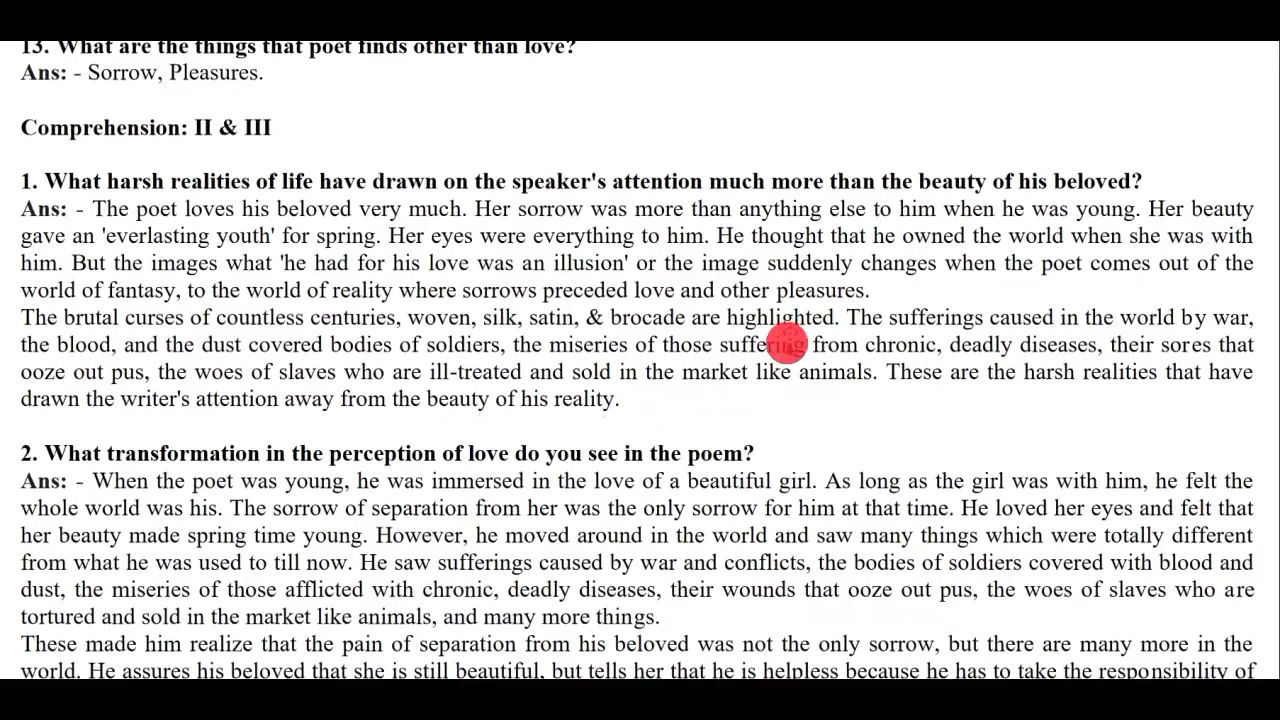 13. What are the things that poet finds other than love?
Ans: - Sorrow, Pleasures.
Comprehension: II & III
1. What harsh realities of life have drawn on the speaker's attention much more than the beauty of his beloved?
Ans: - The poet loves his beloved very much. Her sorrow was more than anything else to him when he was young. Her beauty
gave an 'everlasting youth' for spring. Her eyes were everything to him. He thought that he owned the world when she was with
him. But the images what 'he had for his love was an illusion' or the image suddenly changes when the poet comes out of the
world of fantasy, to the world of reality where sorrows preceded love and other pleasures.
The brutal curses of countless centuries, woven, silk, satin, & brocade are highlighted. The sufferings caused in the world by war,
the blood, and the dust covered bodies of soldiers, the miseries of those suffering from chronic, deadly diseases, their sores that
ooze out pus, the woes of slaves who are ill-treated and sold in the market like animals. These are the harsh realities that have
drawn the writer's attention away from the beauty of his reality.
2. What transformation in the perception of love do you see in the poem?
Ans: - When the poet was young, he was immersed in the love of a beautiful girl. As long as the girl was with him, he felt the
whole world was his. The sorrow of separation from her was the only sorrow for him at that time. He loved her eyes and felt that
her beauty made spring time young. However, he moved around in the world and saw many things which were totally different
from what he was used to till now. He saw sufferings caused by war and conflicts, the bodies of soldiers covered with blood and
dust, the miseries of those afflicted with chronic, deadly diseases, their wounds that ooze out pus, the woes of slaves who are
tortured and sold in the market like animals, and many more things.
These made him realize that the pain of separation from his beloved was not the only sorrow, but there are many more in the
world. He assures his beloved that she is still beautiful, but tells her that he is helpless because he has to take the responsibility of